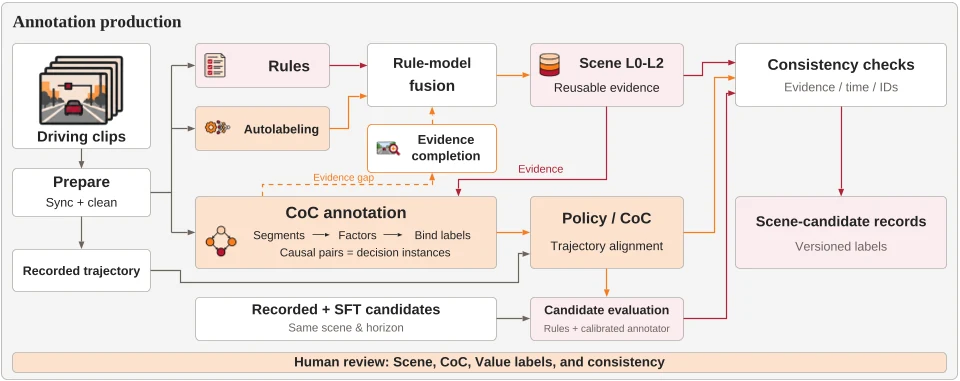 Annotation production
Driving clips
Prepare
Sync + clean
Recorded trajectory
Rules
Autolabeling
Rule-model
fusion
Evidence
completion
Evidence gap
Scene L0-L2
Reusable evidence
Evidence
Consistency checks
Evidence / time / IDs
CoC annotation
Segments
Factors
Bind labels
Causal pairs = decision instances
Policy / CoC
Trajectory alignment
Scene-candidate records
Versioned labels
Recorded + SFT candidates
Same scene & horizon
Candidate evaluation
Rules + calibrated annotator
Human review: Scene, CoC, Value labels, and consistency